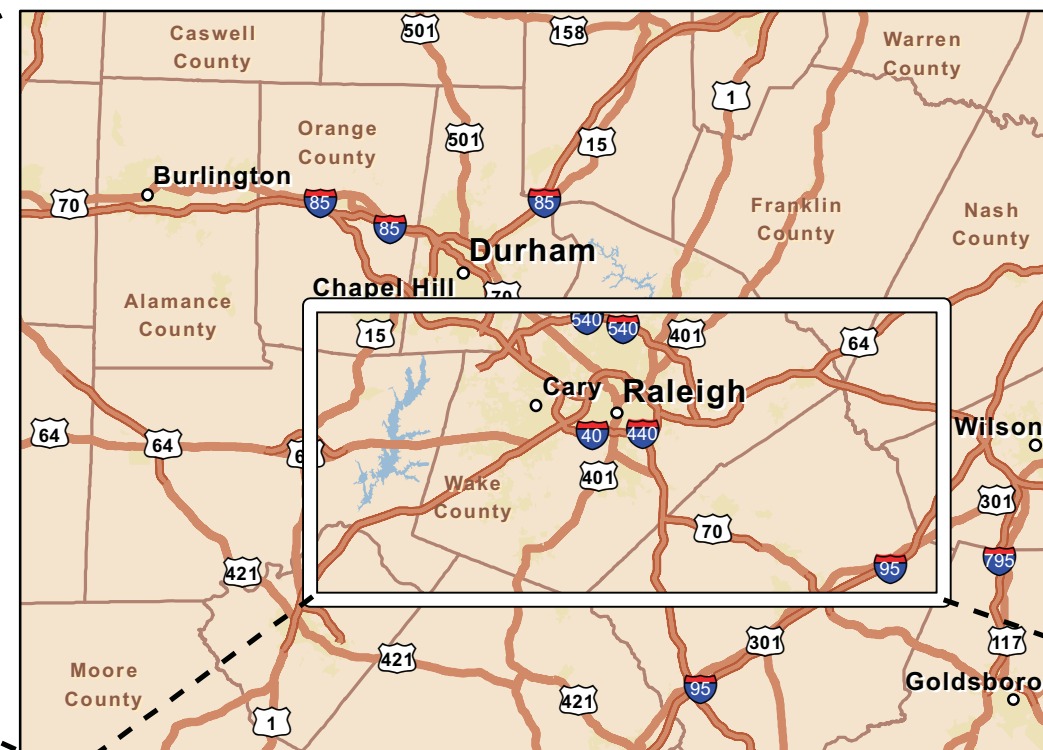 501
158
Caswell
County
Warren
County
1
Orange
County
501
15
Burlington
70
85
85
85
Franklin
County
Nash
County
Durham
Chapel Hill
70
Alamance
County
15
540
540
401
64
Cary
Raleigh
64
64
40
440
Wilson
401
Wake
County
301
70
421
95
795
301
117
421
Moore
County
95
421
Goldsboro
1